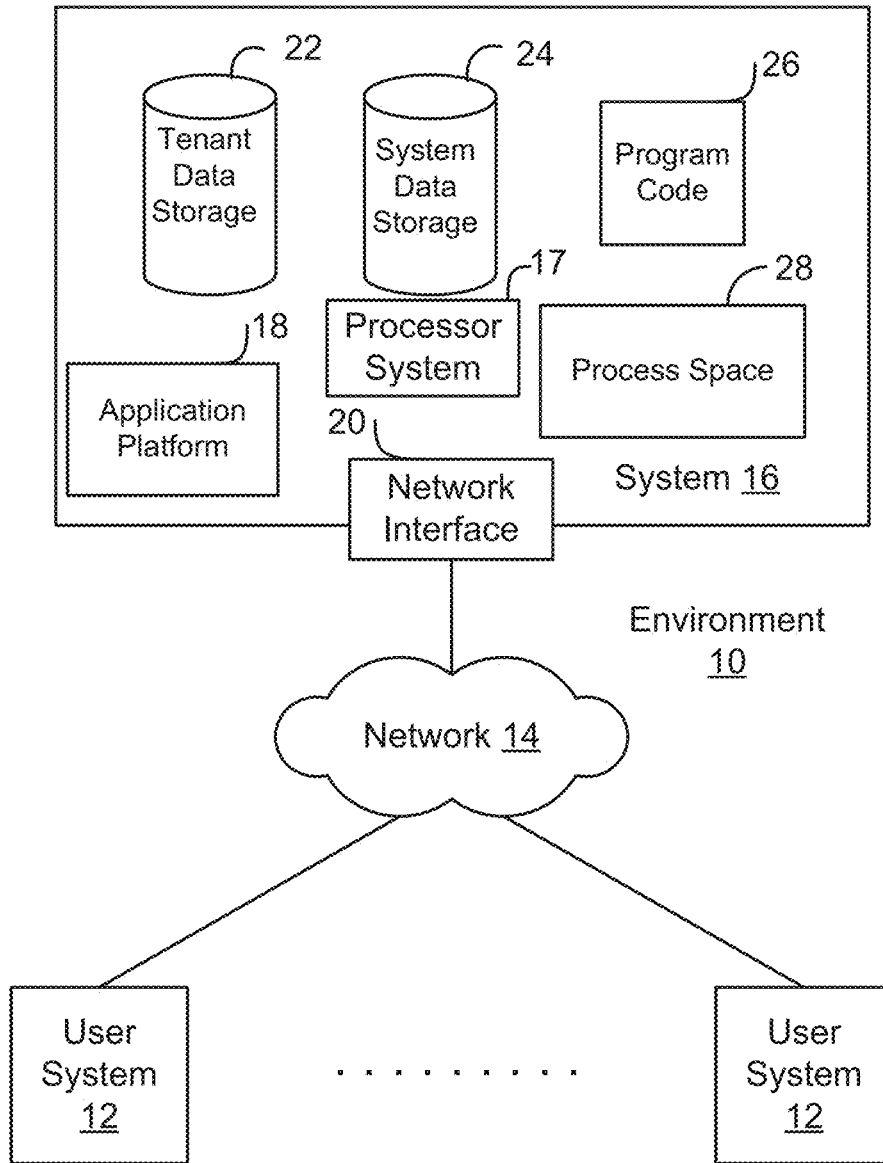 22
24
26
Tenant
Data
Storage
System
Data
Storage
Program
Code
17
28
18
Processor
System
Process Space
Application
Platform
20
System 16
Network
Interface
Environment
10
Network 14
User
System
12
. . . . . . . . .
User
System
12